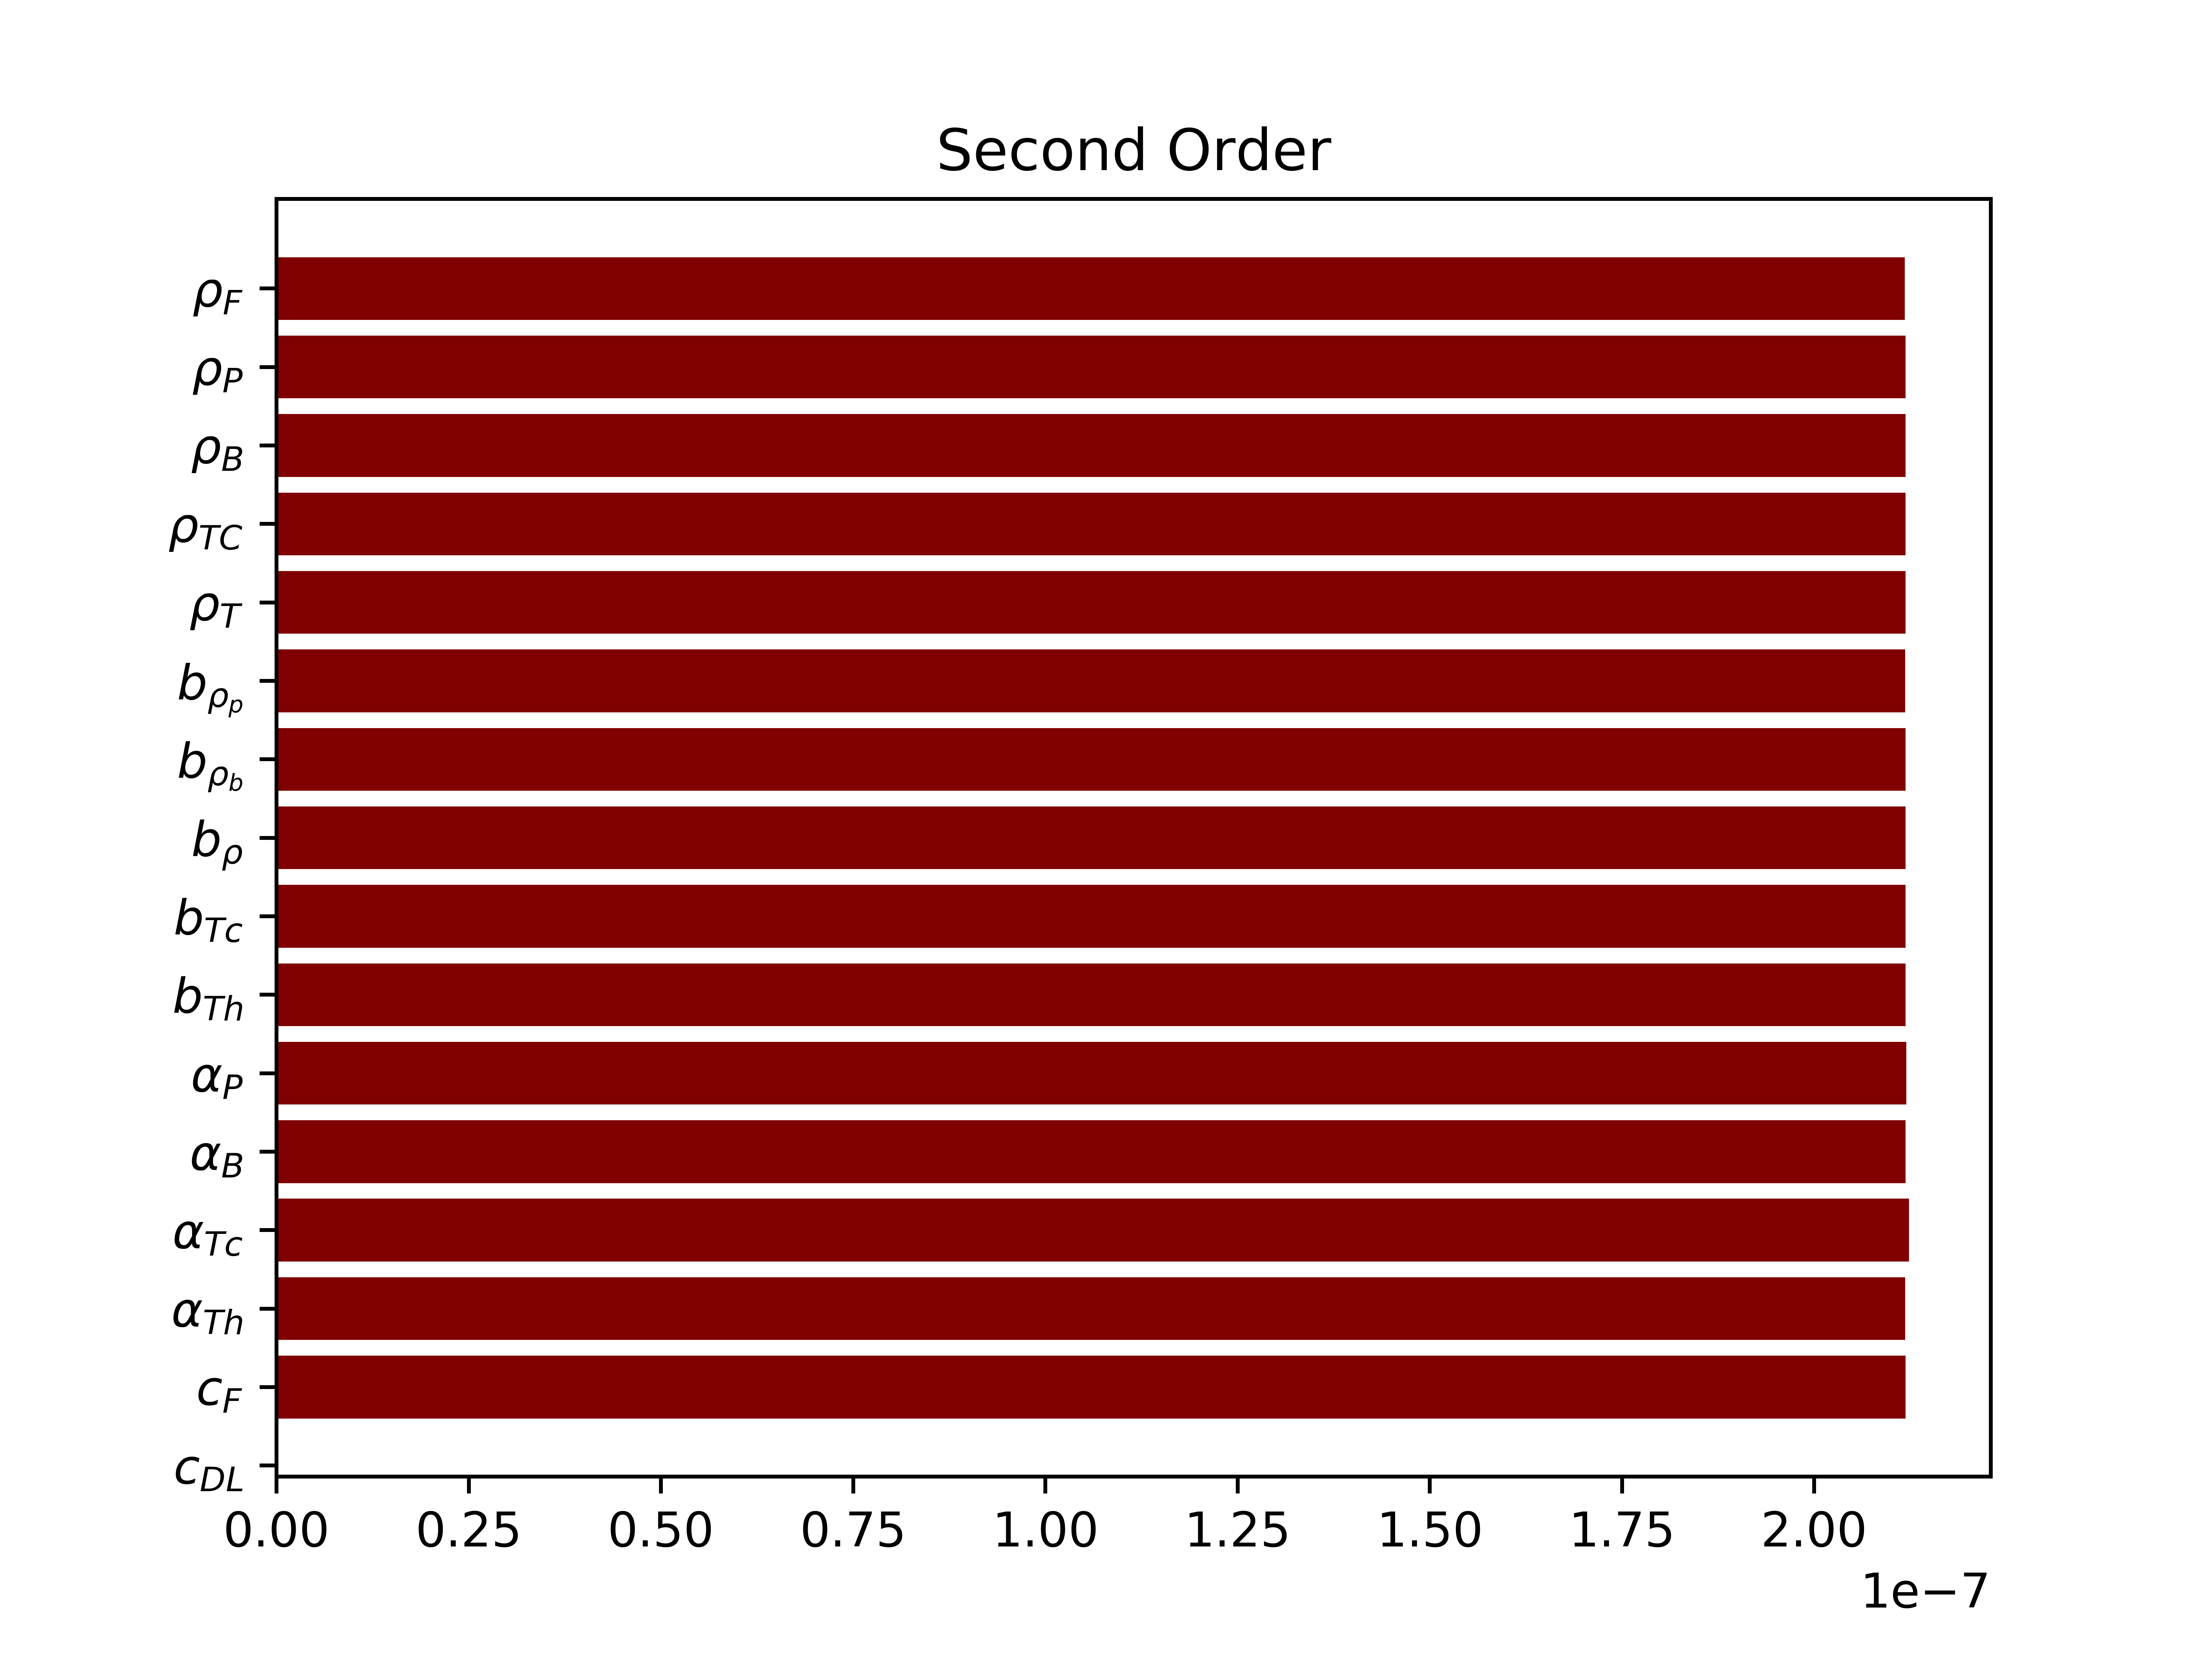 Second Order
ρ_F
ρ_P
ρ_B
ρ_TC
ρ_T
b_ρ_p
b_ρ_b
b_ρ
b_Tc
b_Th
α_P
α_B
α_Tc
α_Th
c_F
c_DL
0.00 0.25 0.50 0.75 1.00 1.25 1.50 1.75 2.00
1e−7